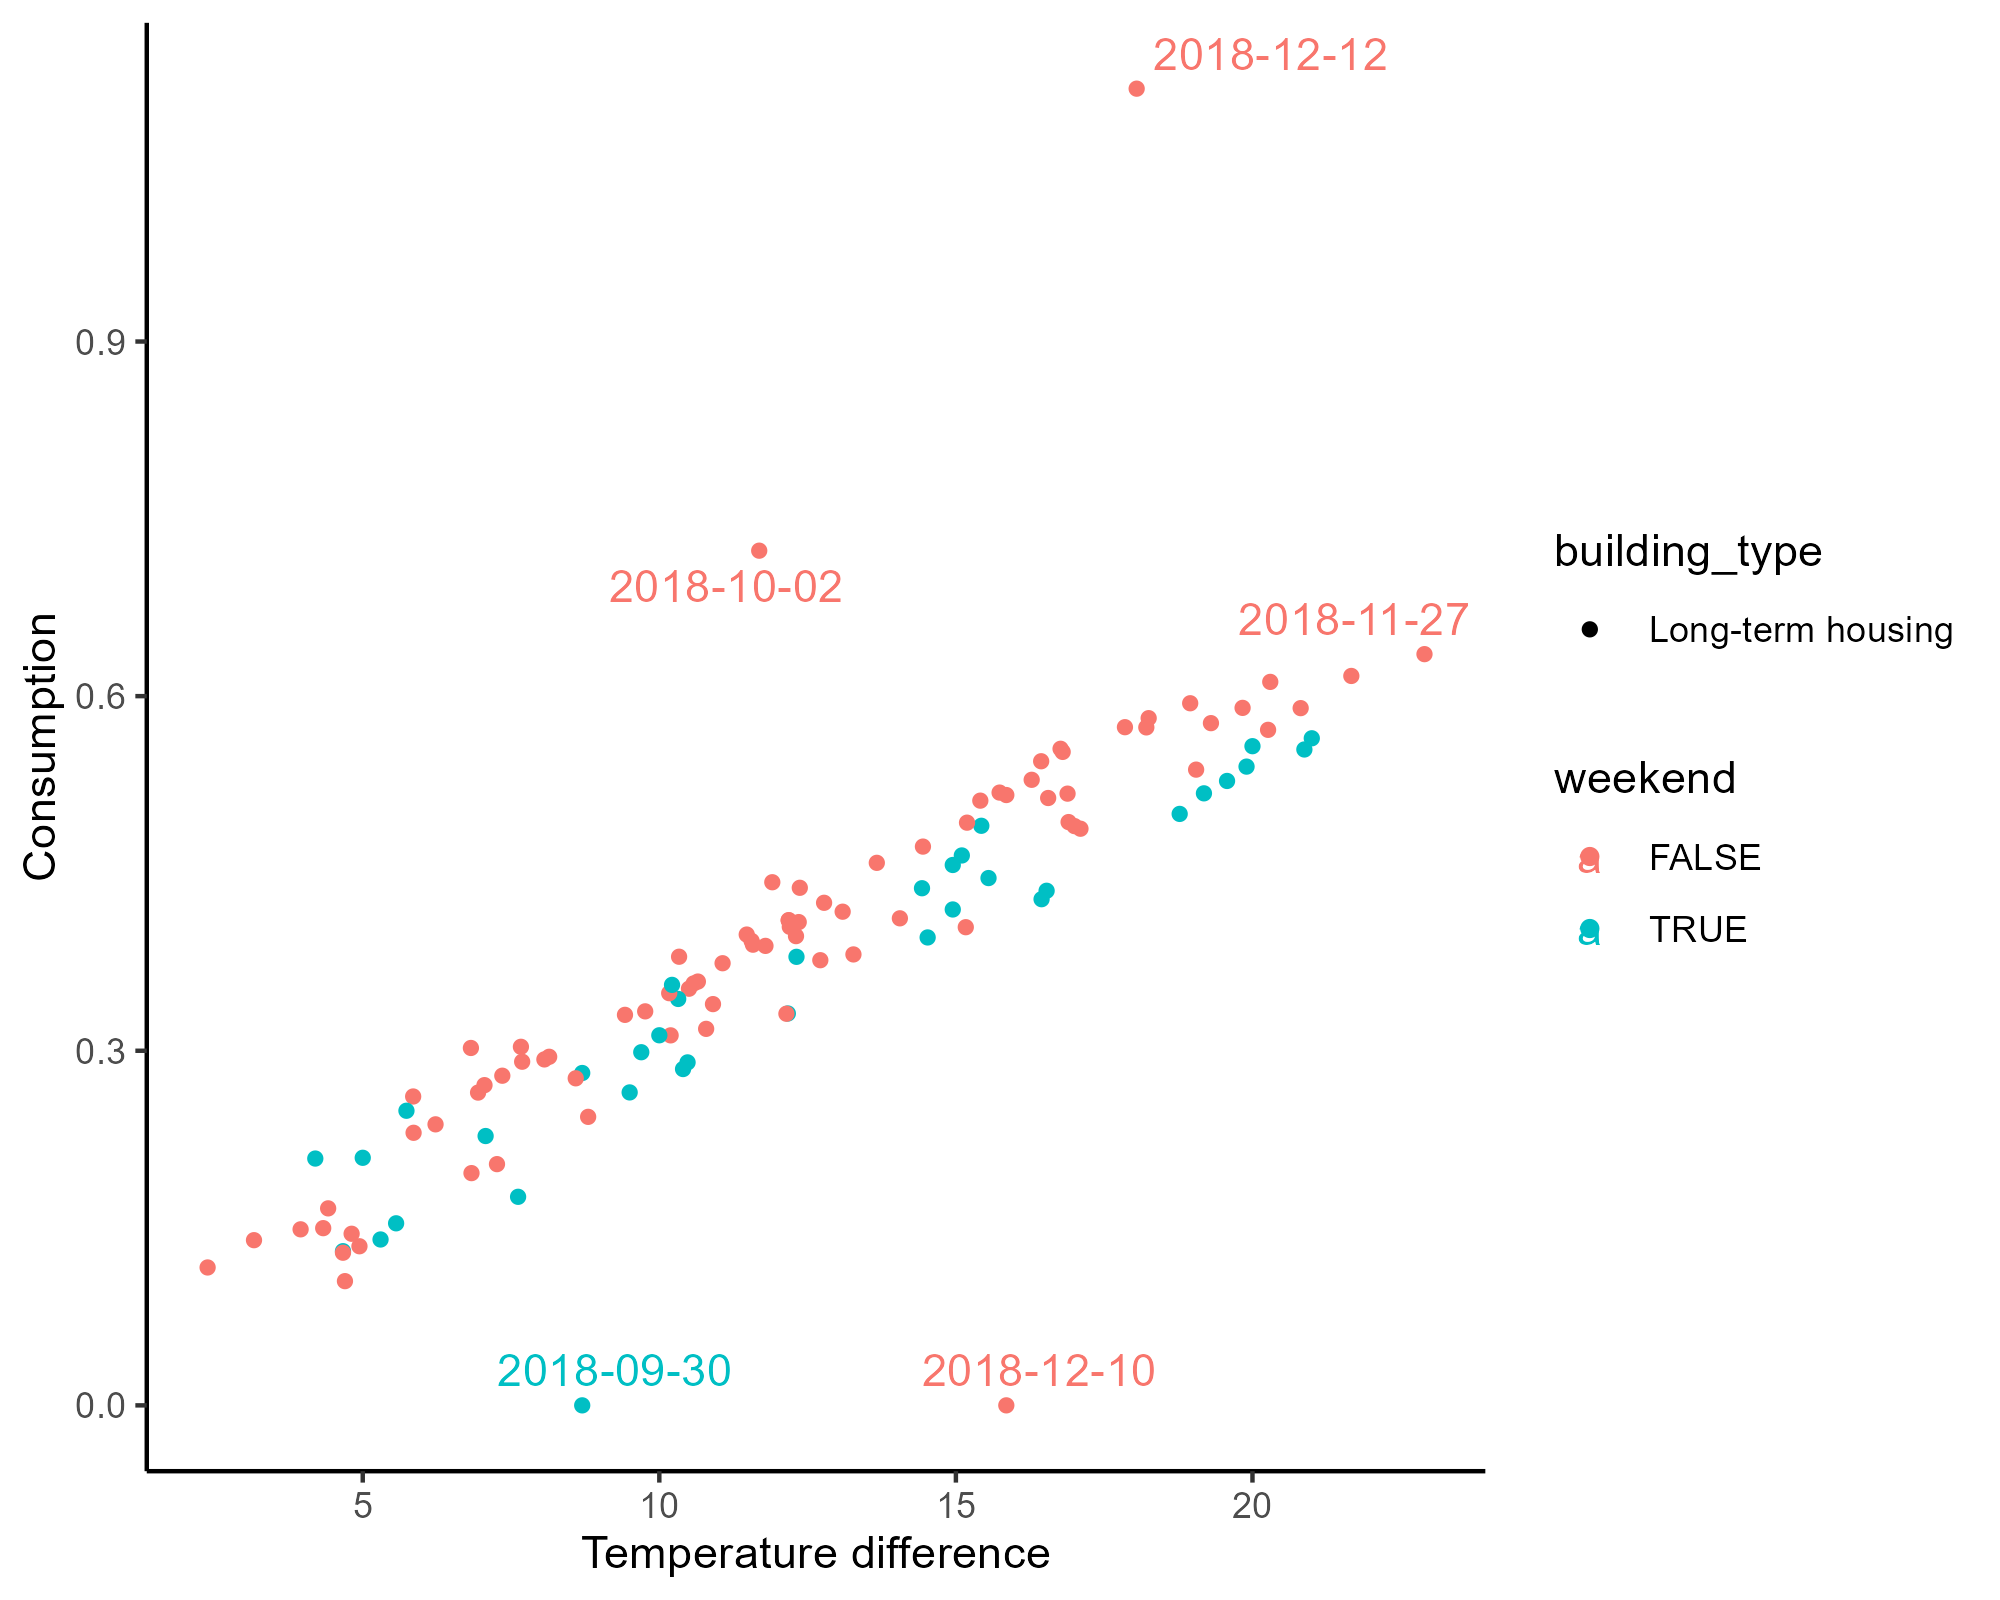 2018-12-12
0.9
2018-10-02
2018-11-27
0.6
Consumption
0.3
2018-09-30
2018-12-10
0.0
5 10 15 20
Temperature difference
building_type
Long-term housing
weekend
a FALSE
a TRUE